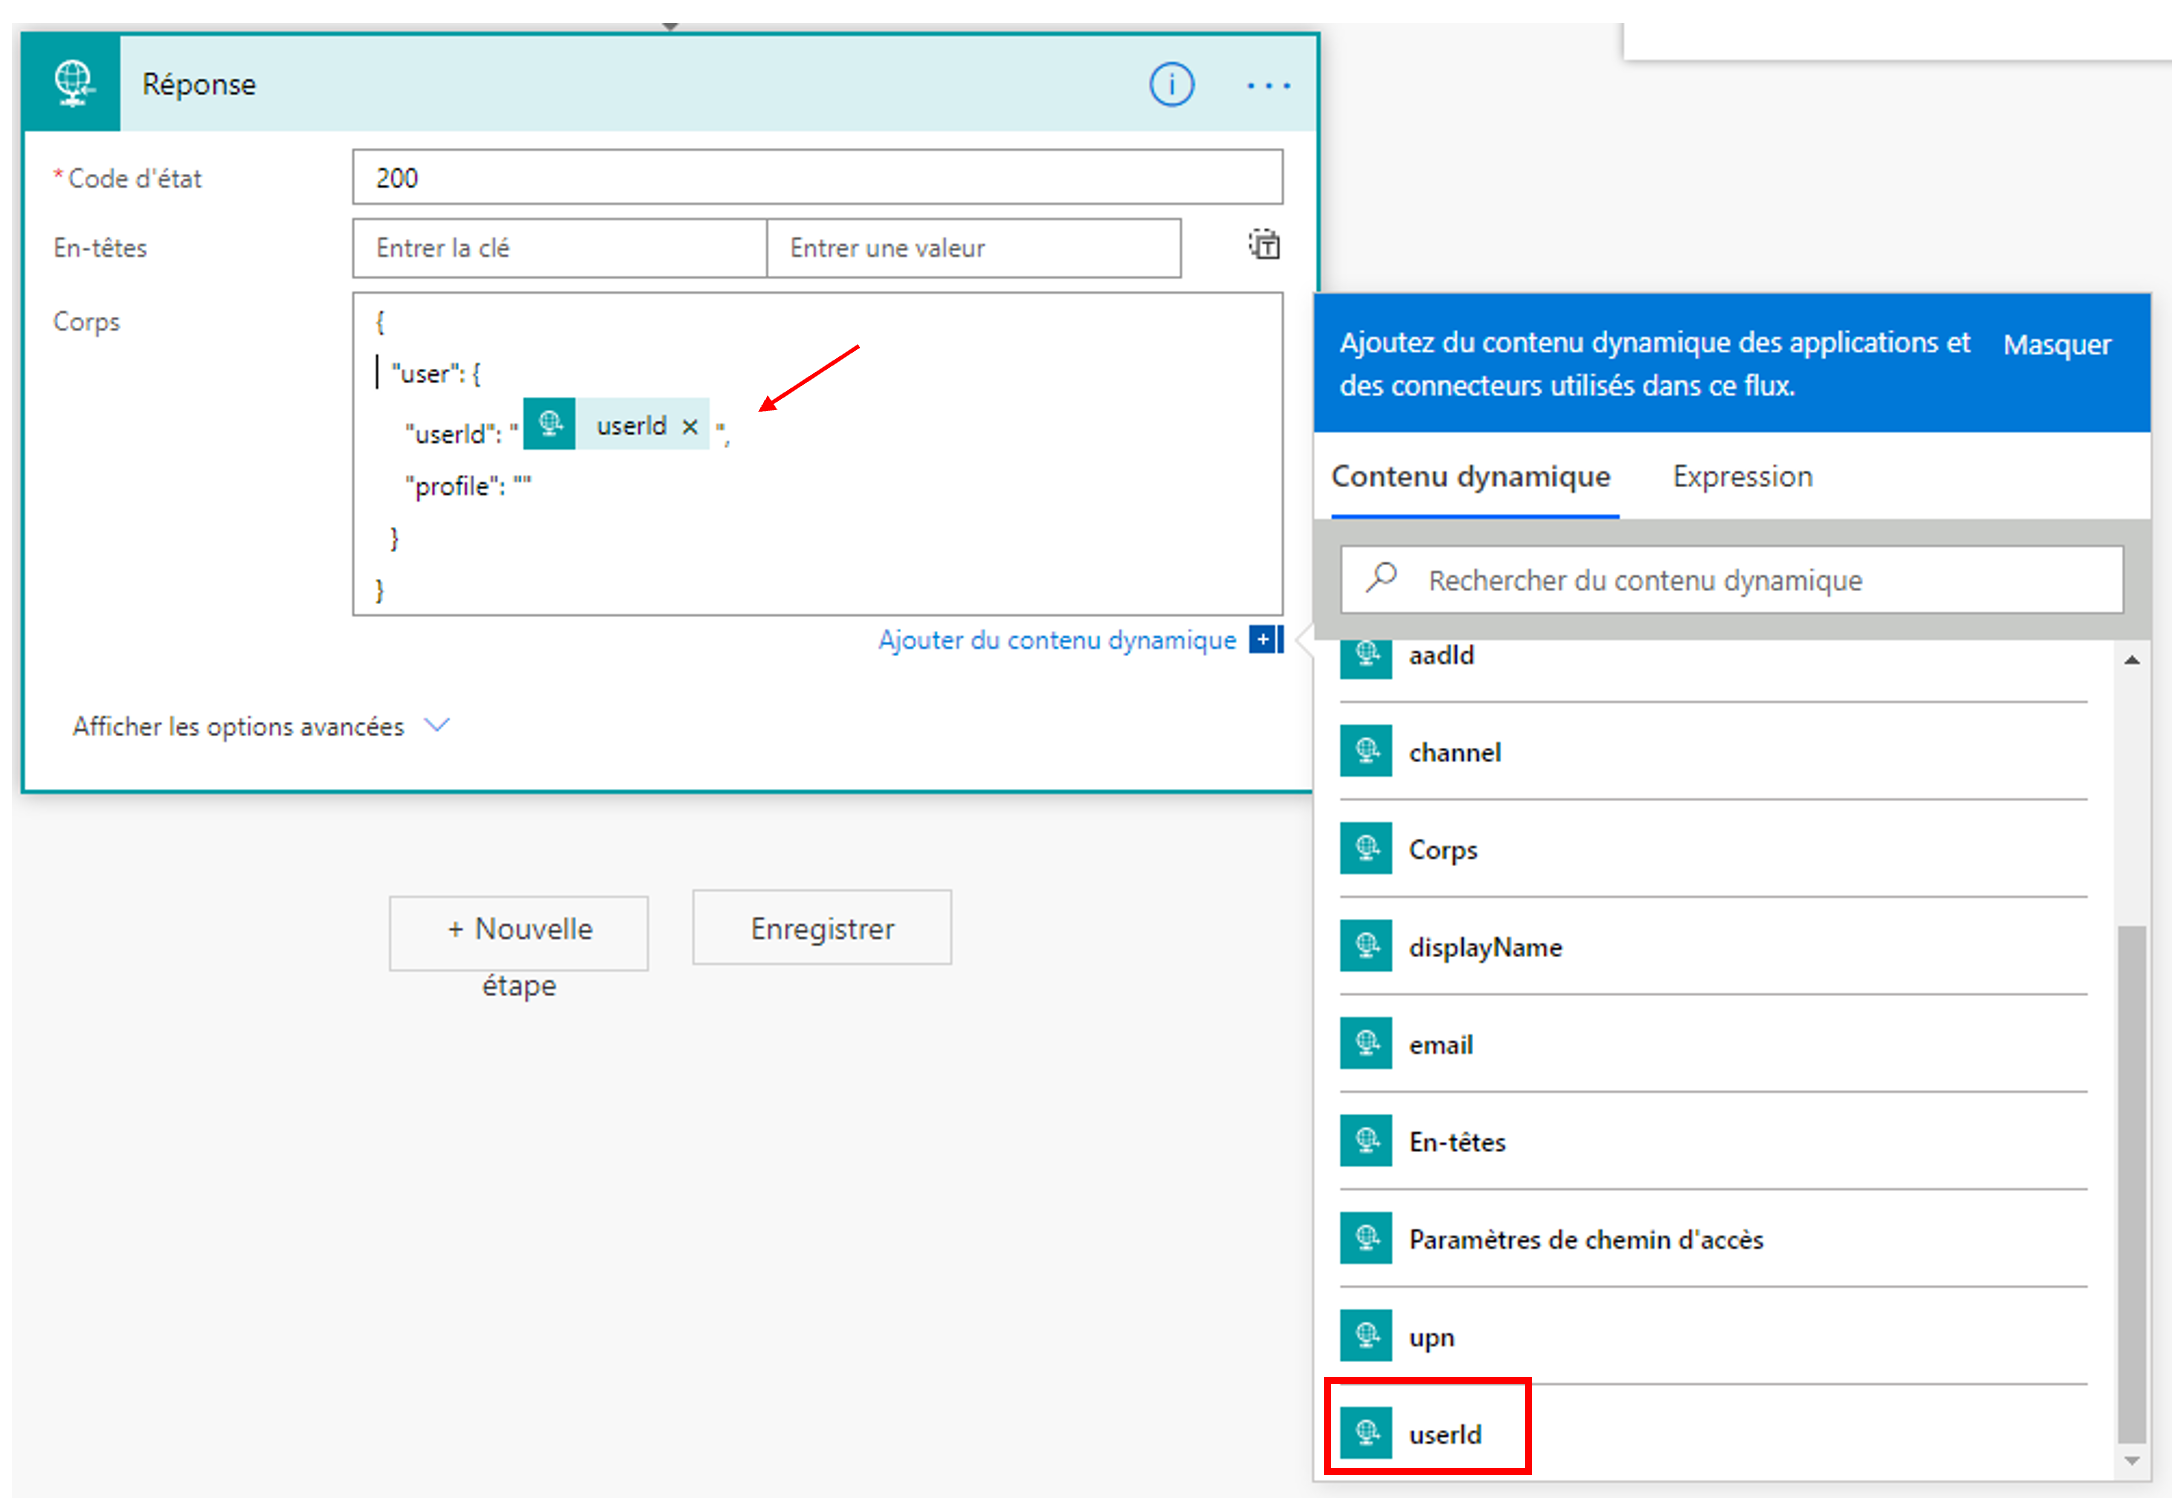 Réponse
* Code d'état
200
En-têtes
Entrer la clé
Entrer une valeur
Corps
{
"user": {
"userId": " userId × ",
"profile": ""
}
}
Ajouter du contenu dynamique
Afficher les options avancées
+ Nouvelle
étape
Enregistrer
Ajoutez du contenu dynamique des applications et
des connecteurs utilisés dans ce flux.
Masquer
Contenu dynamique
Expression
Rechercher du contenu dynamique
aadId
channel
Corps
displayName
email
En-têtes
Paramètres de chemin d'accès
upn
userId